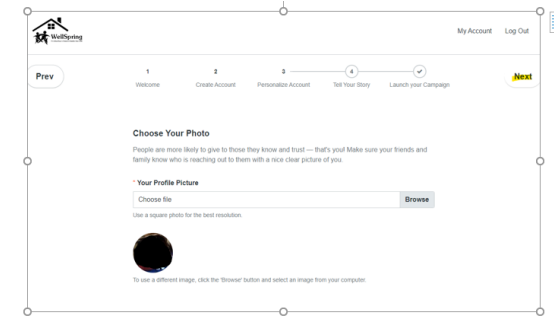 WellSpring
My Account Log Out
Prev
1 2 3 4
Next
Welcome Create Account Personalize Account Tell Your Story Launch your Campaign
Choose Your Photo
People are more likely to give to those they know and trust — that's you! Make sure your friends and
family know who is reaching out to them with a nice clear picture of you.
* Your Profile Picture
Choose file Browse
Use a square photo for the best resolution.
To use a different image, click the 'Browse' button and select an image from your computer.